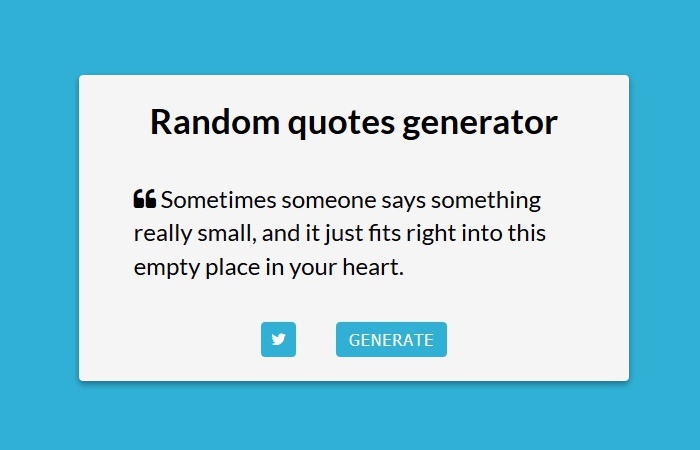 Random quotes generator
❝ Sometimes someone says something
really small, and it just fits right into this
empty place in your heart.
GENERATE